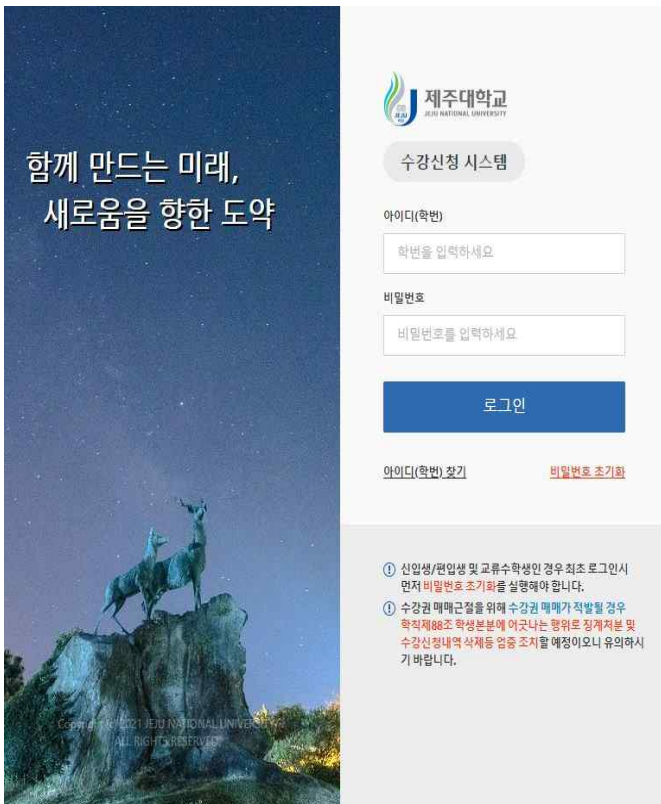 함께 만드는 미래,
새로움을 향한 도약
Copyright (c) 2021 JEJU NATIONAL UNIVERSITY
ALL RIGHTS RESERVED.
JEJU
제주대학교
JEJU NATIONAL UNIVERSITY
수강신청 시스템
아이디(학번)
학번을 입력하세요
비밀번호
비밀번호를 입력하세요
로그인
아이디(학번) 찾기
비밀번호 초기화
신입생/편입생 및 교류수학생인 경우 최초 로그인시
먼저 비밀번호 초기화를 실행해야 합니다.
수강권 매매근절을 위해 수강권 매매가 적발될 경우
학칙제88조 학생본분에 어긋나는 행위로 징계처분 및
수강신청내역 삭제등 엄중 조치할 예정이오니 유의하시
기 바랍니다.